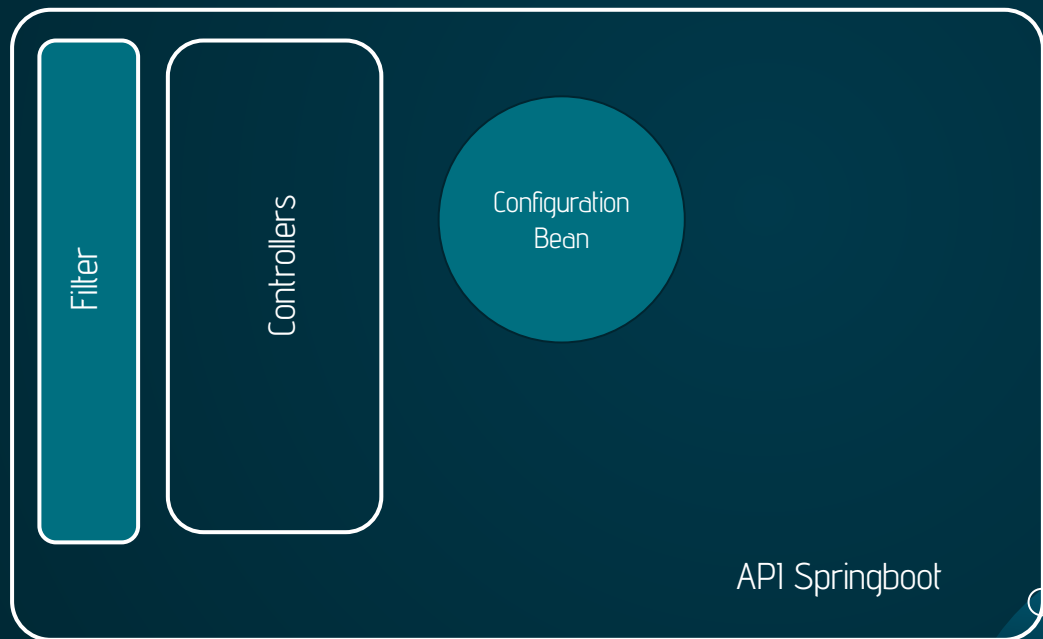 Filter
Controllers
Configuration
Bean
API Springboot